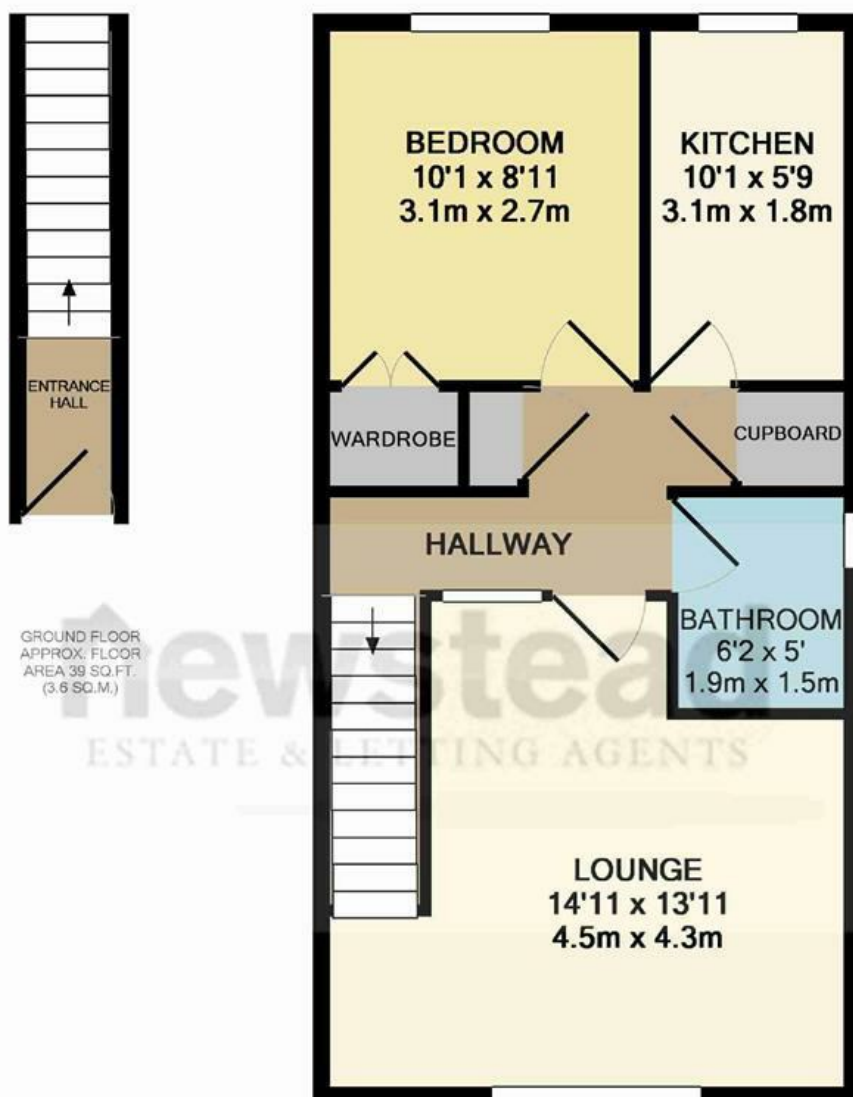 BEDROOM
10'1 x 8'11
3.1m x 2.7m
KITCHEN
10'1 x 5'9
3.1m x 1.8m
ENTRANCE
HALL
WARDROBE
CUPBOARD
HALLWAY
BATHROOM
6'2 x 5'
1.9m x 1.5m
GROUND FLOOR
APPROX. FLOOR
AREA 39 SQ.FT.
(3.6 SQ.M.)
newstead
ESTATE & LETTING AGENTS
LOUNGE
14'11 x 13'11
4.5m x 4.3m